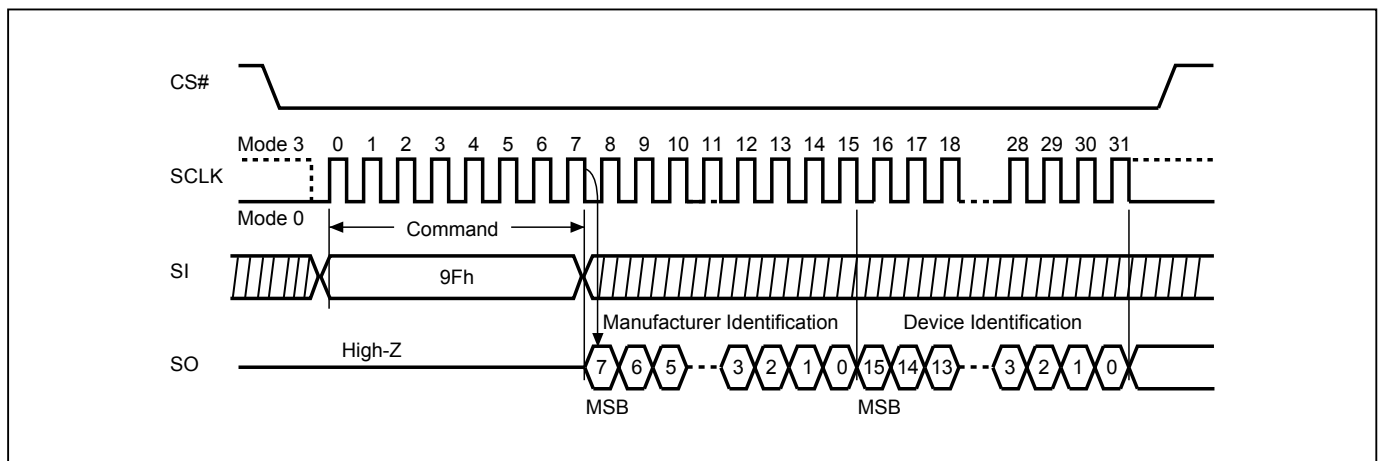 CS#
Mode 3 0 1 2 3 4 5 6 7 8 9 10 11 12 13 14 15 16 17 18 28 29 30 31
SCLK
Mode 0
Command
SI
9Fh
Manufacturer Identification Device Identification
High-Z
SO
7 6 5 3 2 1 0 15 14 13 3 2 1 0
MSB MSB